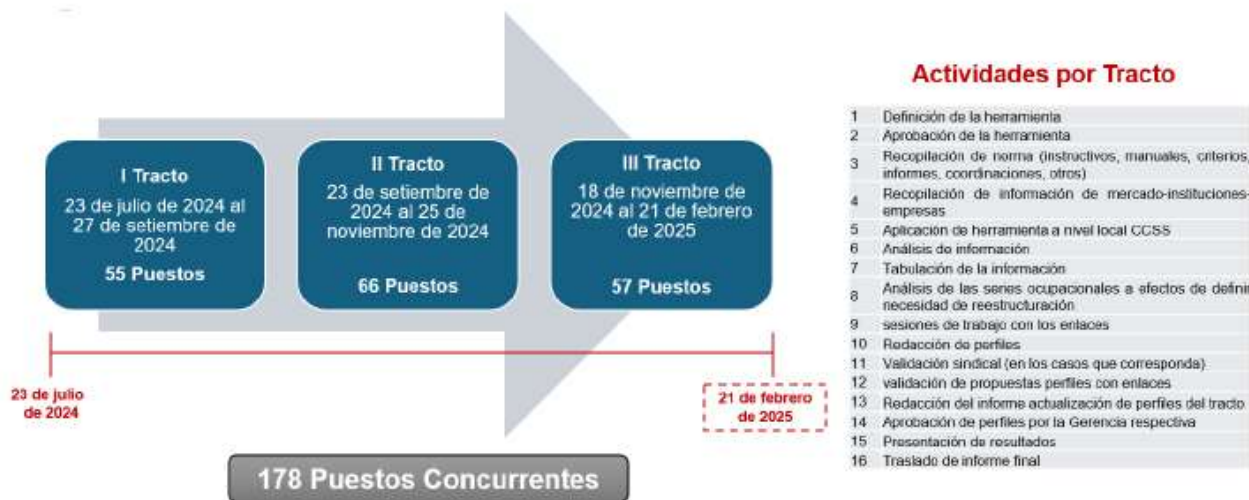 I Tracto
23 de julio de 2024 al
27 de setiembre de
2024
55 Puestos
II Tracto
23 de setiembre de
2024 al 25 de
noviembre de 2024
66 Puestos
III Tracto
18 de noviembre de
2024 al 21 de febrero
de 2025
57 Puestos
23 de julio
de 2024
21 de febrero
de 2025
178 Puestos Concurrentes
Actividades por Tracto
1 Definición de la herramienta
2 Aprobación de la herramienta
3 Recopilación de norma (instructivos, manuales, criterios,
informes, coordinaciones, otros)
4 Recopilación de información de mercado-instituciones-
empresas
5 Aplicación de herramienta a nivel local CCSS
6 Análisis de información
7 Tabulación de la información
8 Análisis de las series ocupacionales a efectos de definir
necesidad de reestructuración
9 sesiones de trabajo con los enlaces
10 Redacción de perfiles
11 Validación sindical (en los casos que corresponda)
12 validación de propuestas perfiles con enlaces
13 Redacción del informe actualización de perfiles del tracto
14 Aprobación de perfiles por la Gerencia respectiva
15 Presentación de resultados
16 Traslado de informe final